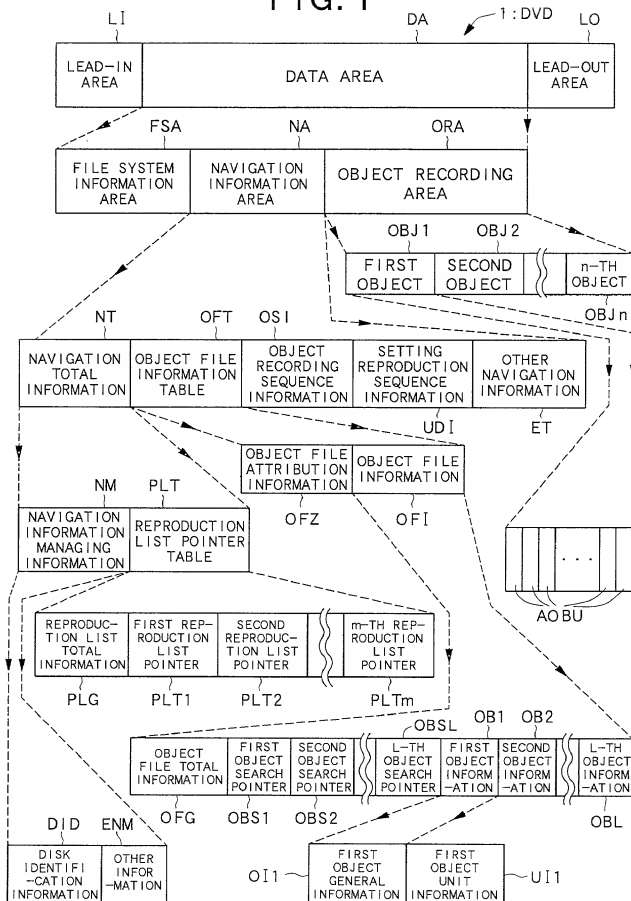 FIG. 1
LI
DA
1:DVD
LO
LEAD-IN
AREA
DATA AREA
LEAD-OUT
AREA
FSA
NA
ORA
FILE SYSTEM
INFORMATION
AREA
NAVIGATION
INFORMATION
AREA
OBJECT RECORDING
AREA
OBJ1
OBJ2
FIRST
OBJECT
SECOND
OBJECT
n-TH
OBJECT
OBJn
NT
OFT
OSI
NAVIGATION
TOTAL
INFORMATION
OBJECT FILE
INFORMATION
TABLE
OBJECT
RECORDING
SEQUENCE
INFORMATION
SETTING
REPRODUCTION
SEQUENCE
INFORMATION
OTHER
NAVIGATION
INFORMATION
UDI
ET
OBJECT FILE
ATTRIBUTION
INFORMATION
OBJECT FILE
INFORMATION
OFZ
OFI
NM
PLT
NAVIGATION
INFORMATION
MANAGING
INFORMATION
REPRODUCTION
LIST POINTER
TABLE
...
AOBU
REPRODUC-
TION LIST
TOTAL
INFORMATION
FIRST REP-
RODUCTION
LIST
POINTER
SECOND
REPRODUC-
TION LIST
POINTER
m-TH REP-
RODUCTION
LIST
POINTER
PLG
PLT1
PLT2
PLTm
OBSL
OB1
OB2
OBJECT
FILE TOTAL
INFORMATION
FIRST
OBJECT
SEARCH
POINTER
SECOND
OBJECT
SEARCH
POINTER
L-TH
OBJECT
SEARCH
POINTER
FIRST
OBJECT
INFORM
-ATION
SECOND
OBJECT
INFORM
-ATION
L-TH
OBJECT
INFORM
-ATION
OFG
OBS1
OBS2
OBL
DID
ENM
DISK
IDENTIFI
-CATION
INFORMATION
OTHER
INFOR
-MATION
OI1
FIRST
OBJECT
GENERAL
INFORMATION
FIRST
OBJECT
UNIT
INFORMATION
UI1